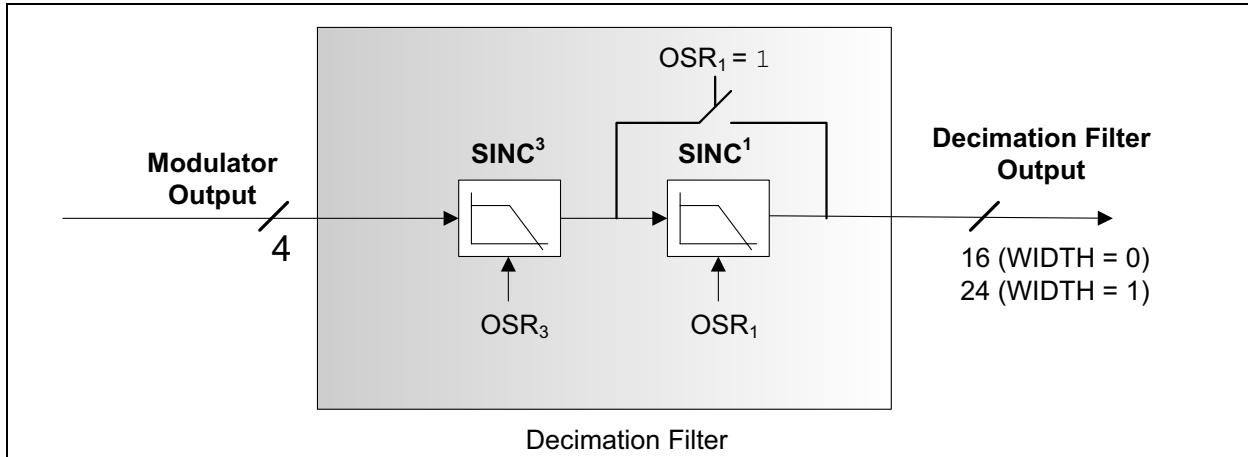 OSR₁ = 1
Modulator
Output
4
SINC³
SINC¹
Decimation Filter
Output
16 (WIDTH = 0)
24 (WIDTH = 1)
OSR₃
OSR₁
Decimation Filter